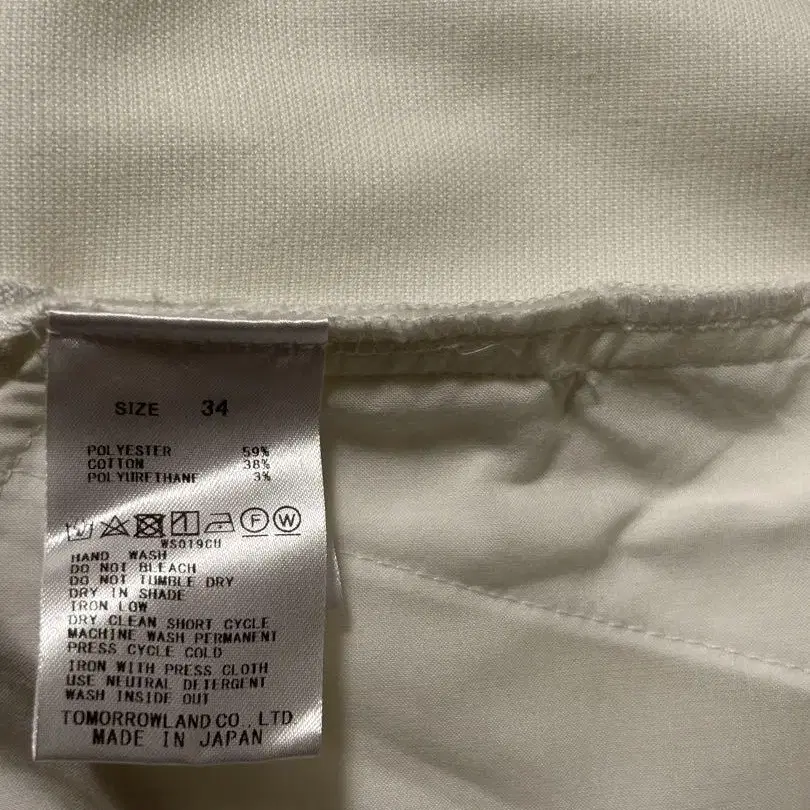 SIZE 34
POLYESTER 59%
COTTON 38%
POLYURETHANE 3%
F W
WS019CH
HAND WASH
DO NOT BLEACH
DO NOT TUMBLE DRY
DRY IN SHADE
IRON LOW
DRY CLEAN SHORT CYCLE
MACHINE WASH PERMANENT
PRESS CYCLE COLD
IRON WITH PRESS CLOTH
USE NEUTRAL DETERGENT
WASH INSIDE OUT
TOMORROWLAND CO., LTD
MADE IN JAPAN